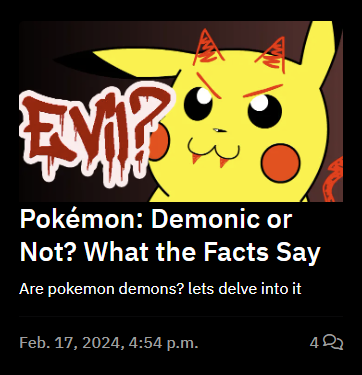 EVil?
Pokémon: Demonic or
Not? What the Facts Say
Are pokemon demons? lets delve into it
Feb. 17, 2024, 4:54 p.m.
4